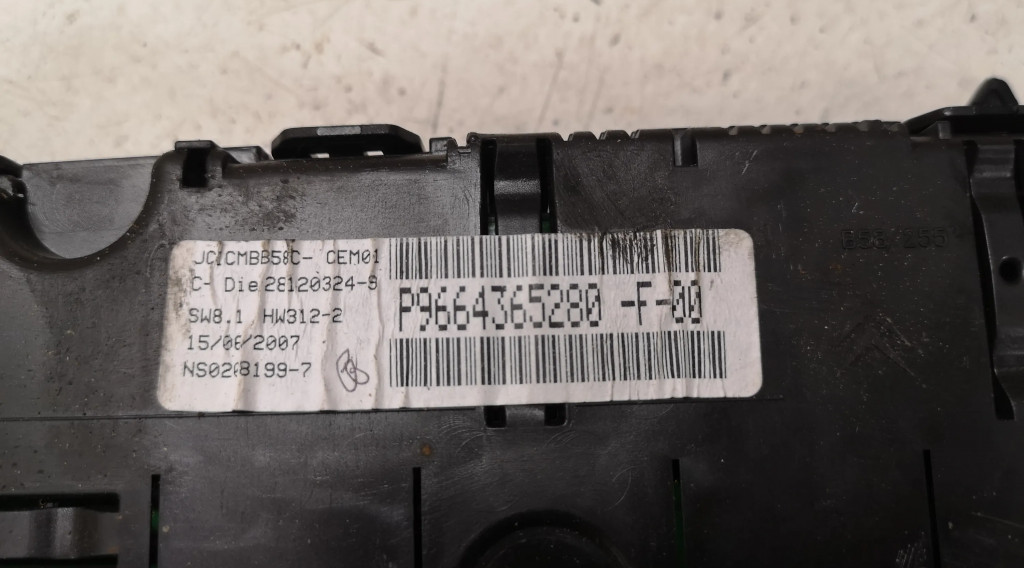 JCICMBB58C- CEM01
C- Die 28120324-S
SW8.1 HW312-2
15/06/2007
NS0208199-7
P9664365280 -F-00